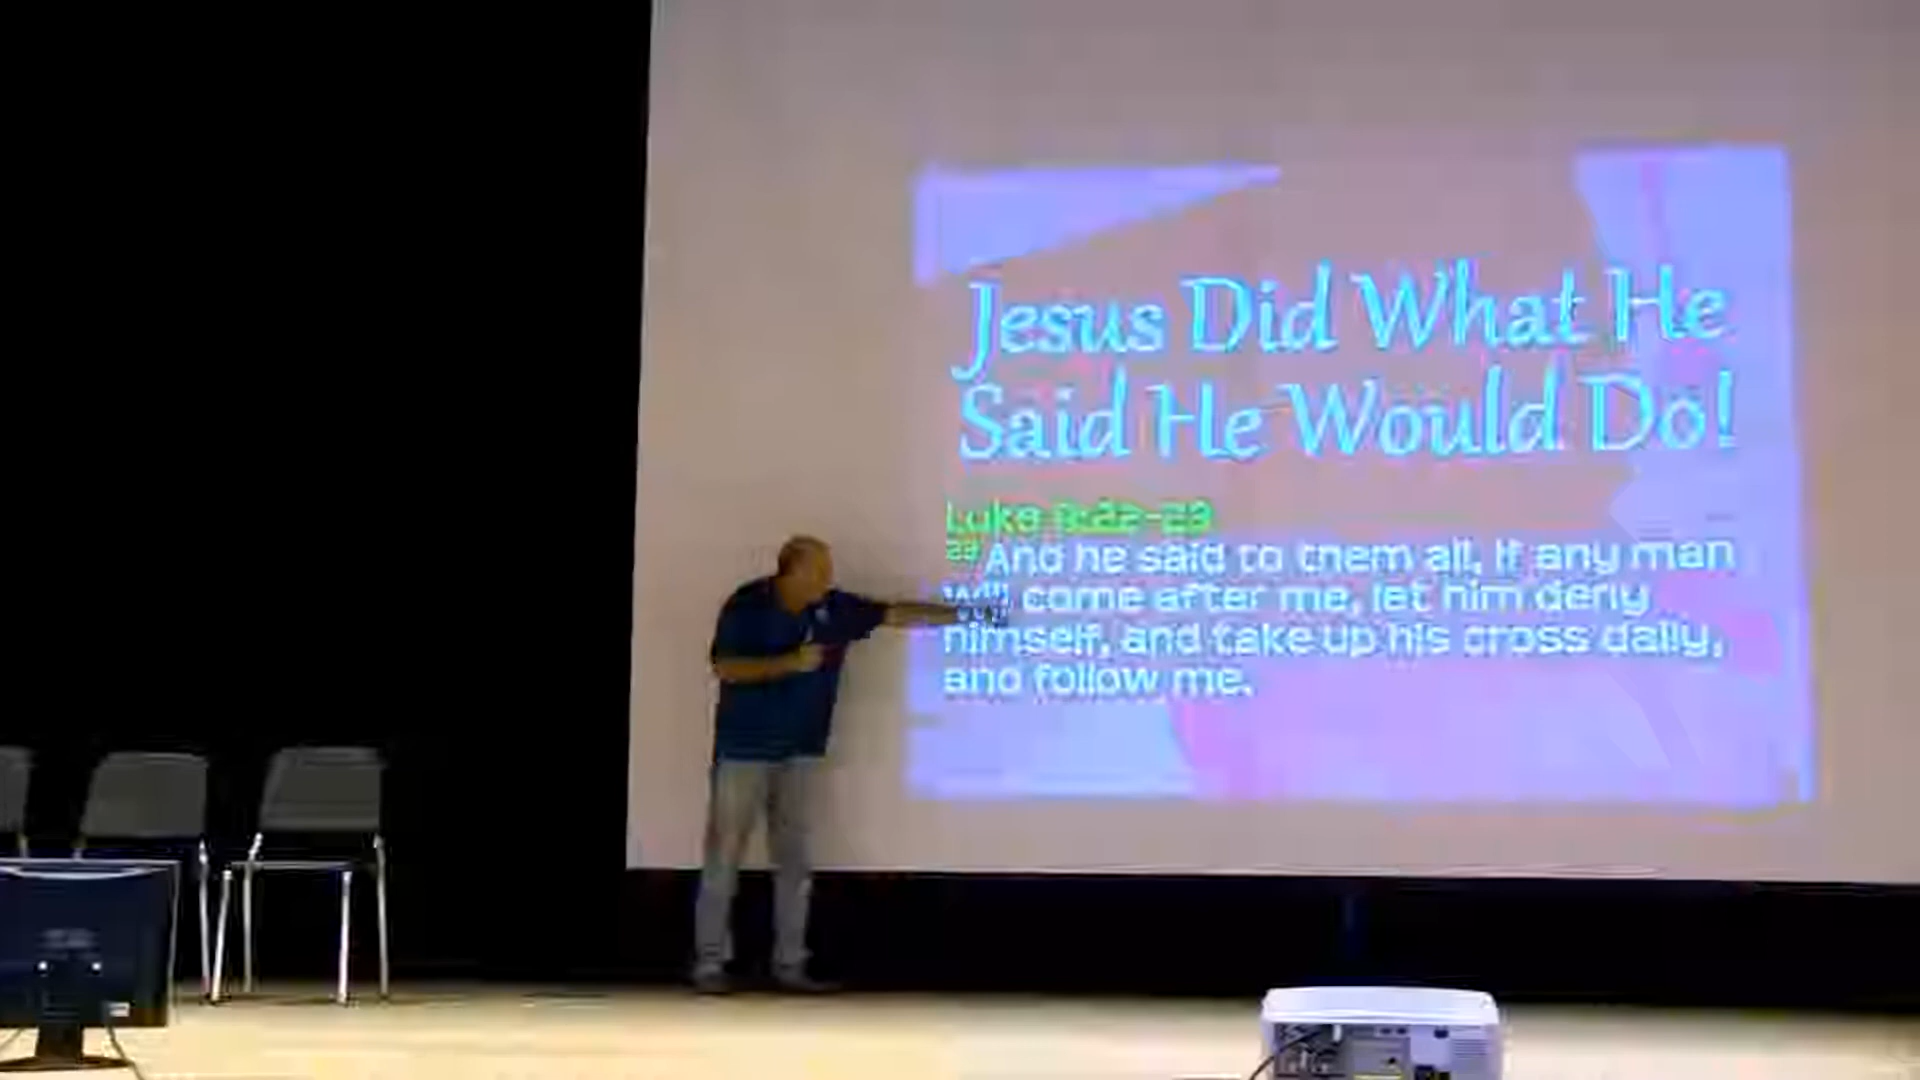 Jesus Did What He
Said He Would Do!
Luke 9:22-23
23 And he said to them all, If any man
will come after me, let him deny
himself, and take up his cross daily,
and follow me.